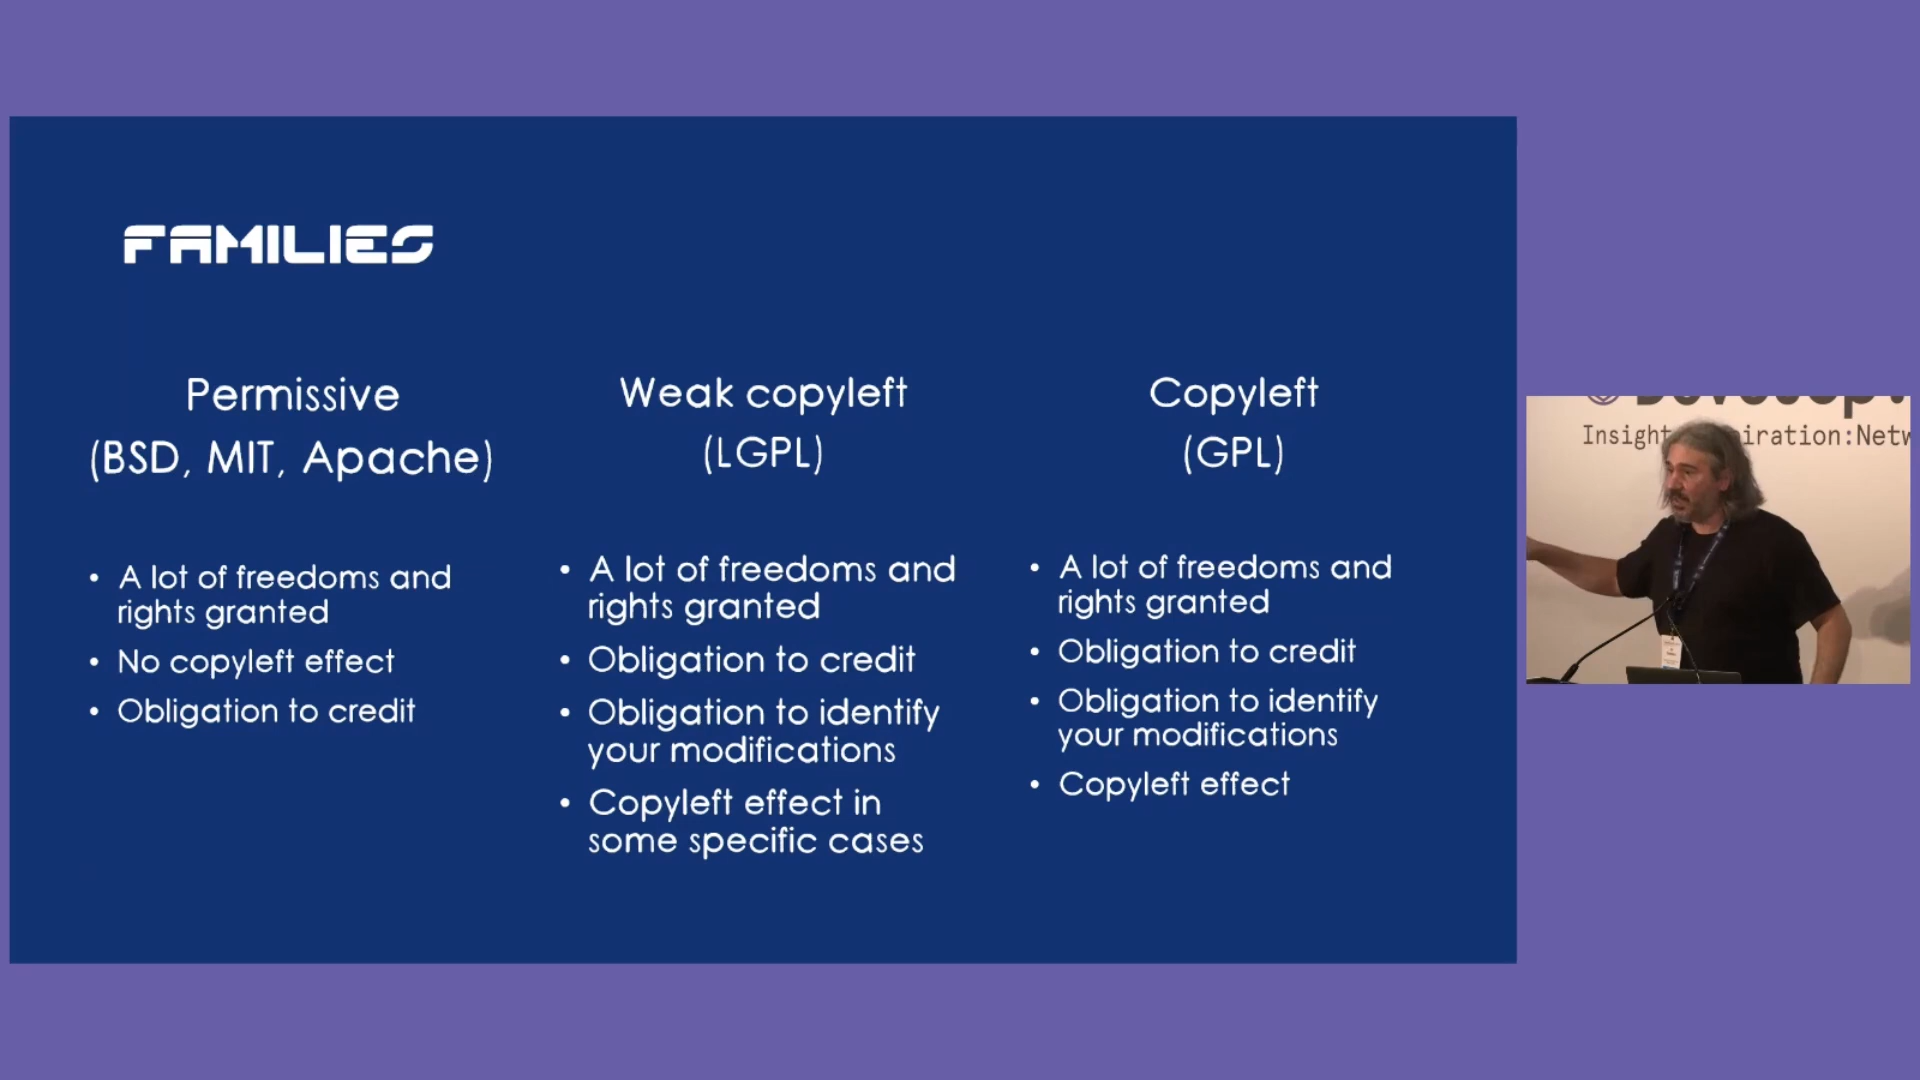 FAMILIES
Permissive
(BSD, MIT, Apache)
• A lot of freedoms and
rights granted
• No copyleft effect
• Obligation to credit
Weak copyleft
(LGPL)
• A lot of freedoms and
rights granted
• Obligation to credit
• Obligation to identify
your modifications
• Copyleft effect in
some specific cases
Copyleft
(GPL)
• A lot of freedoms and
rights granted
• Obligation to credit
• Obligation to identify
your modifications
• Copyleft effect